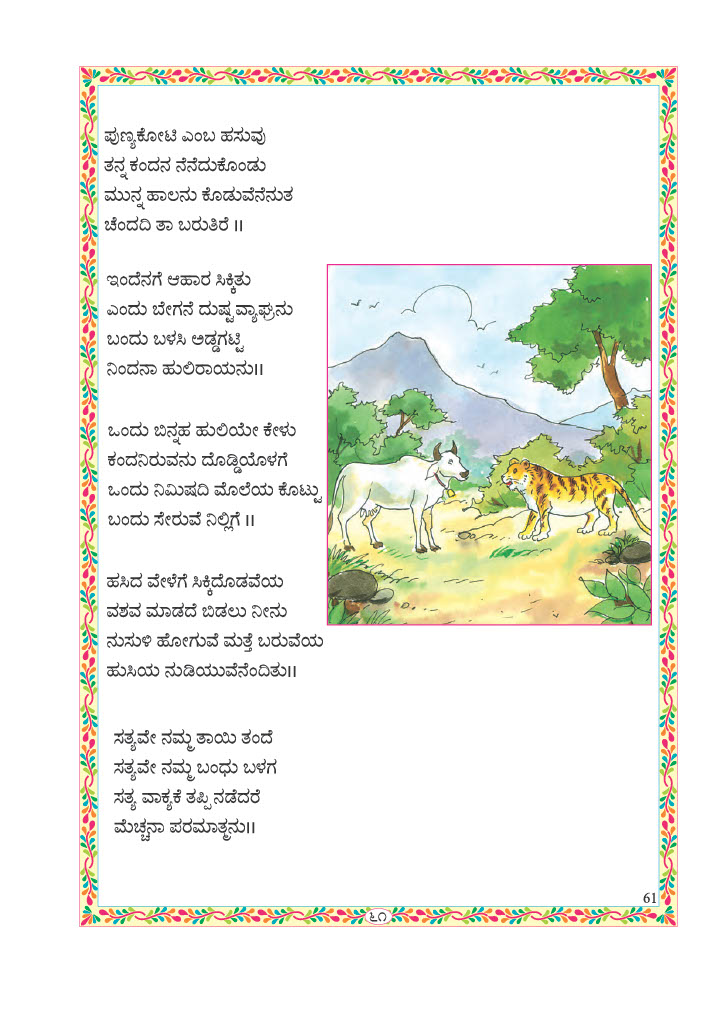 ಪುಣ್ಯಕೋಟಿ ಎಂಬ ಹಸುವು
ತನ್ನ ಕಂದನ ನೆನೆದುಕೊಂಡು
ಮುನ್ನ ಹಾಲನು ಕೊಡುವೆನೆನುತ
ಚೆಂದದಿ ತಾ ಬರುತಿರೆ ॥
ಇಂದೆನಗೆ ಆಹಾರ ಸಿಕ್ಕಿತು
ಎಂದು ಬೇಗನೆ ದುಷ್ಟವ್ಯಾಘ್ರನು
ಬಂದು ಬಳಸಿ ಅಡ್ಡಗಟ್ಟಿ
ನಿಂದನಾ ಹುಲಿರಾಯನು॥
ಒಂದು ಬಿನ್ನಹ ಹುಲಿಯೇ ಕೇಳು
ಕಂದನಿರುವನು ದೊಡ್ಡಿಯೊಳಗೆ
ಒಂದು ನಿಮಿಷದಿ ಮೊಲೆಯ ಕೊಟ್ಟು
ಬಂದು ಸೇರುವೆ ನಿಲ್ಲಿಗೆ ॥
ಹಸಿದ ವೇಳೆಗೆ ಸಿಕ್ಕಿದೊಡವೆಯ
ವಶವ ಮಾಡದೆ ಬಿಡಲು ನೀನು
ನುಸುಳಿ ಹೋಗುವೆ ಮತ್ತೆ ಬರುವೆಯ
ಹುಸಿಯ ನುಡಿಯುವೆನೆಂದಿತು॥
ಸತ್ಯವೇ ನಮ್ಮ ತಾಯಿ ತಂದೆ
ಸತ್ಯವೇ ನಮ್ಮ ಬಂಧು ಬಳಗ
ಸತ್ಯ ವಾಕ್ಯಕೆ ತಪ್ಪಿ ನಡೆದರೆ
ಮೆಚ್ಚನಾ ಪರಮಾತ್ಮನು॥
61
೬೧